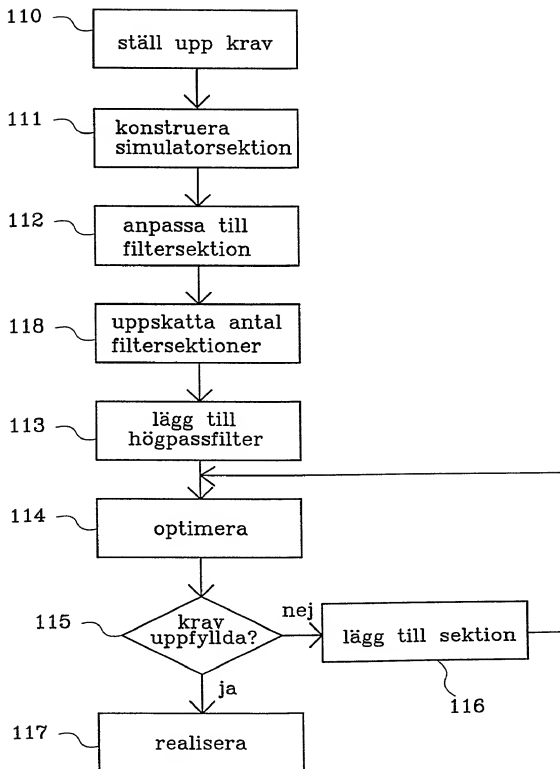 110
ställ upp krav
111
konstruera
simulatorsektion
112
anpassa till
filtersektion
118
uppskatta antal
filtersektioner
113
lägg till
högpassfilter
114
optimera
115
krav
uppfyllda?
nej
lägg till sektion
116
ja
117
realisera